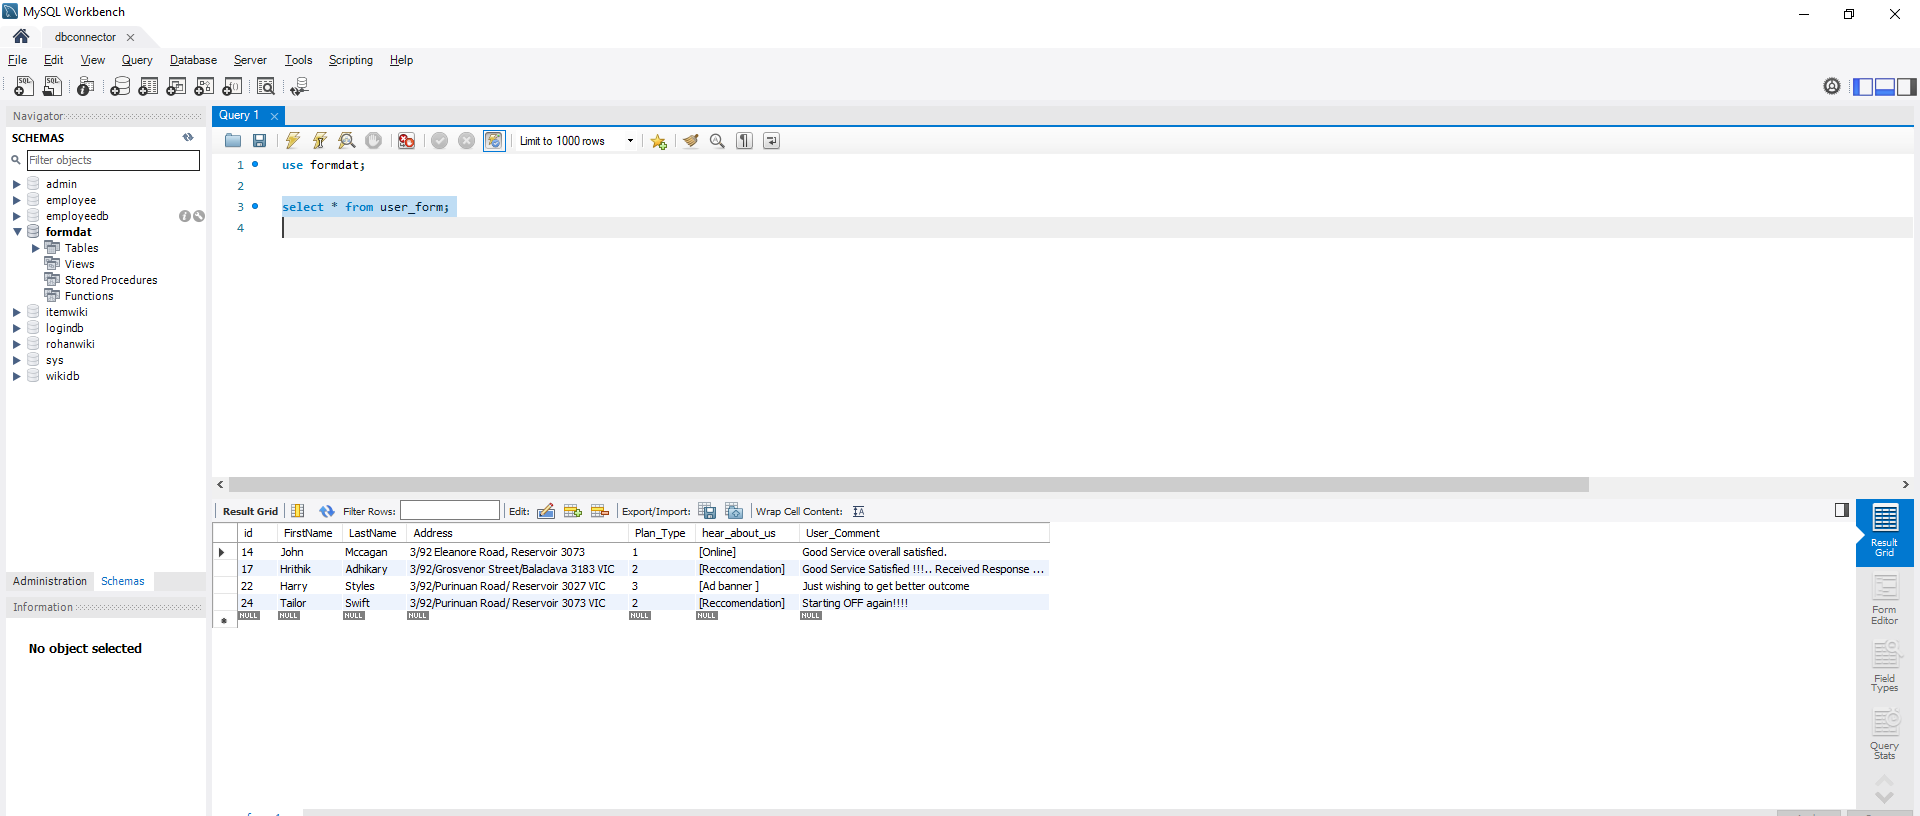 MySQL Workbench
dbconnector
File Edit View Query Database Server Tools Scripting Help
Navigator
SCHEMAS
Filter objects
admin
employee
employeedb
formdat
Tables
Views
Stored Procedures
Functions
itemwiki
logindb
rohanwiki
sys
wikidb
Administration Schemas
Information
No object selected
Query 1
Limit to 1000 rows
1 use formdat;
2
3 select * from user_form;
4
Result Grid Filter Rows: Edit: Export/Import: Wrap Cell Content:
id FirstName LastName Address Plan_Type hear_about_us User_Comment
14 John Mccagan 3/92 Eleanore Road, Reservoir 3073 1 [Online] Good Service overall satisfied.
17 Hrithik Adhikary 3/92/Grosvenor Street/Balaclava 3183 VIC 2 [Reccomendation] Good Service Satisfied !!!.. Received Response ...
22 Harry Styles 3/92/Purinuan Road/ Reservoir 3027 VIC 3 [Ad banner ] Just wishing to get better outcome
24 Tailor Swift 3/92/Purinuan Road/ Reservoir 3073 VIC 2 [Reccomendation] Starting OFF again!!!!
NULL NULL NULL NULL NULL NULL NULL
Result
Grid
Form
Editor
Field
Types
Query
Stats